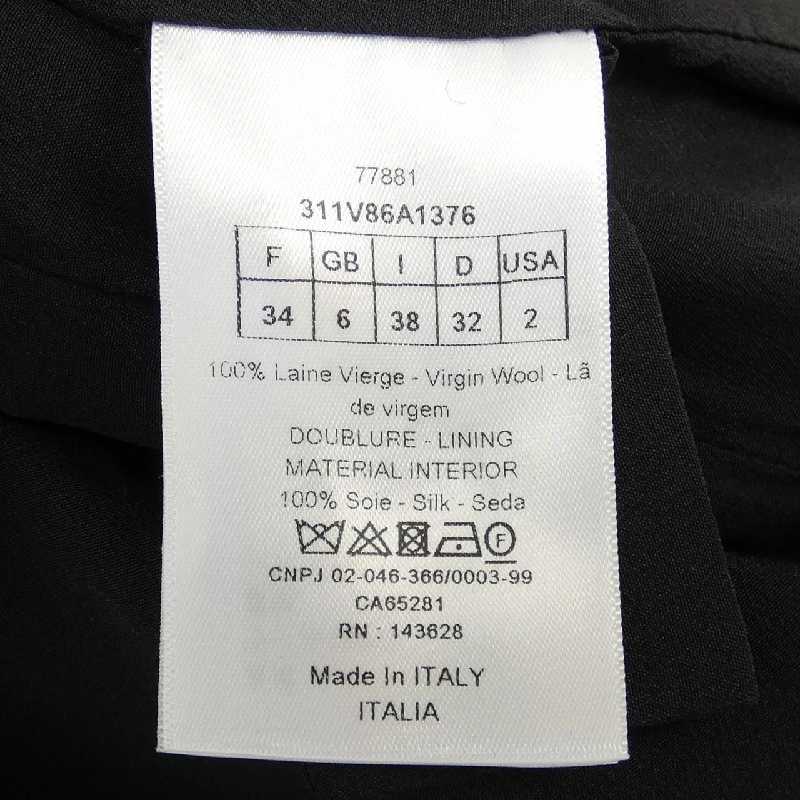 77881
311V86A1376
F GB I D USA
34 6 38 32 2
100% Laine Vierge - Virgin Wool - Lã
de virgem
DOUBLURE - LINING
MATERIAL INTERIOR
100% Soie - Silk - Seda
F
CNPJ 02-046-366/0003-99
CA65281
RN : 143628
Made In ITALY
ITALIA